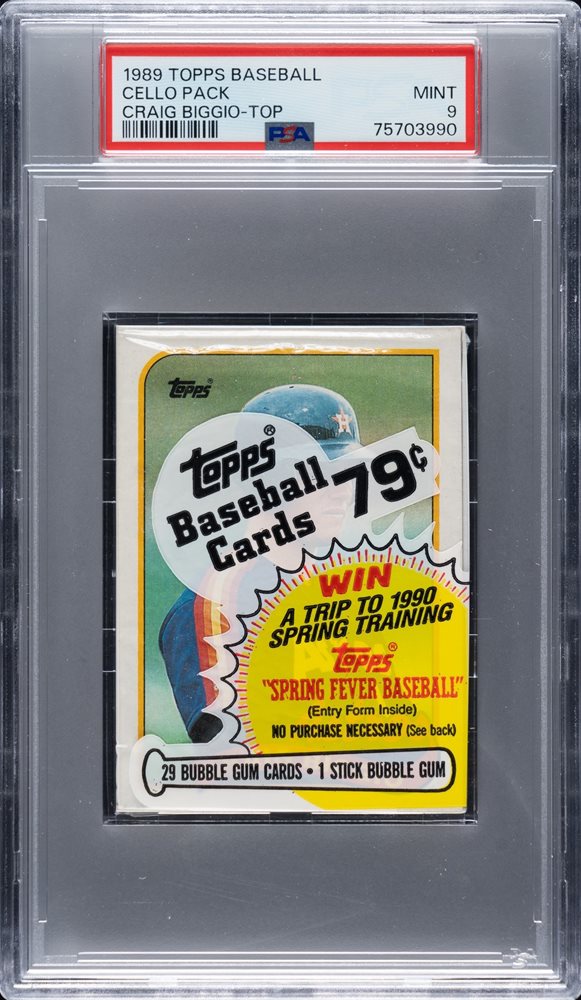 1989 TOPPS BASEBALL
CELLO PACK MINT
CRAIG BIGGIO-TOP 9
PSA 75703990
Topps®
Topps®
Baseball
Cards 79¢
WIN
A TRIP TO 1990
SPRING TRAINING
Topps®
"SPRING FEVER BASEBALL"
(Entry Form Inside)
NO PURCHASE NECESSARY (See back)
29 BUBBLE GUM CARDS • 1 STICK BUBBLE GUM